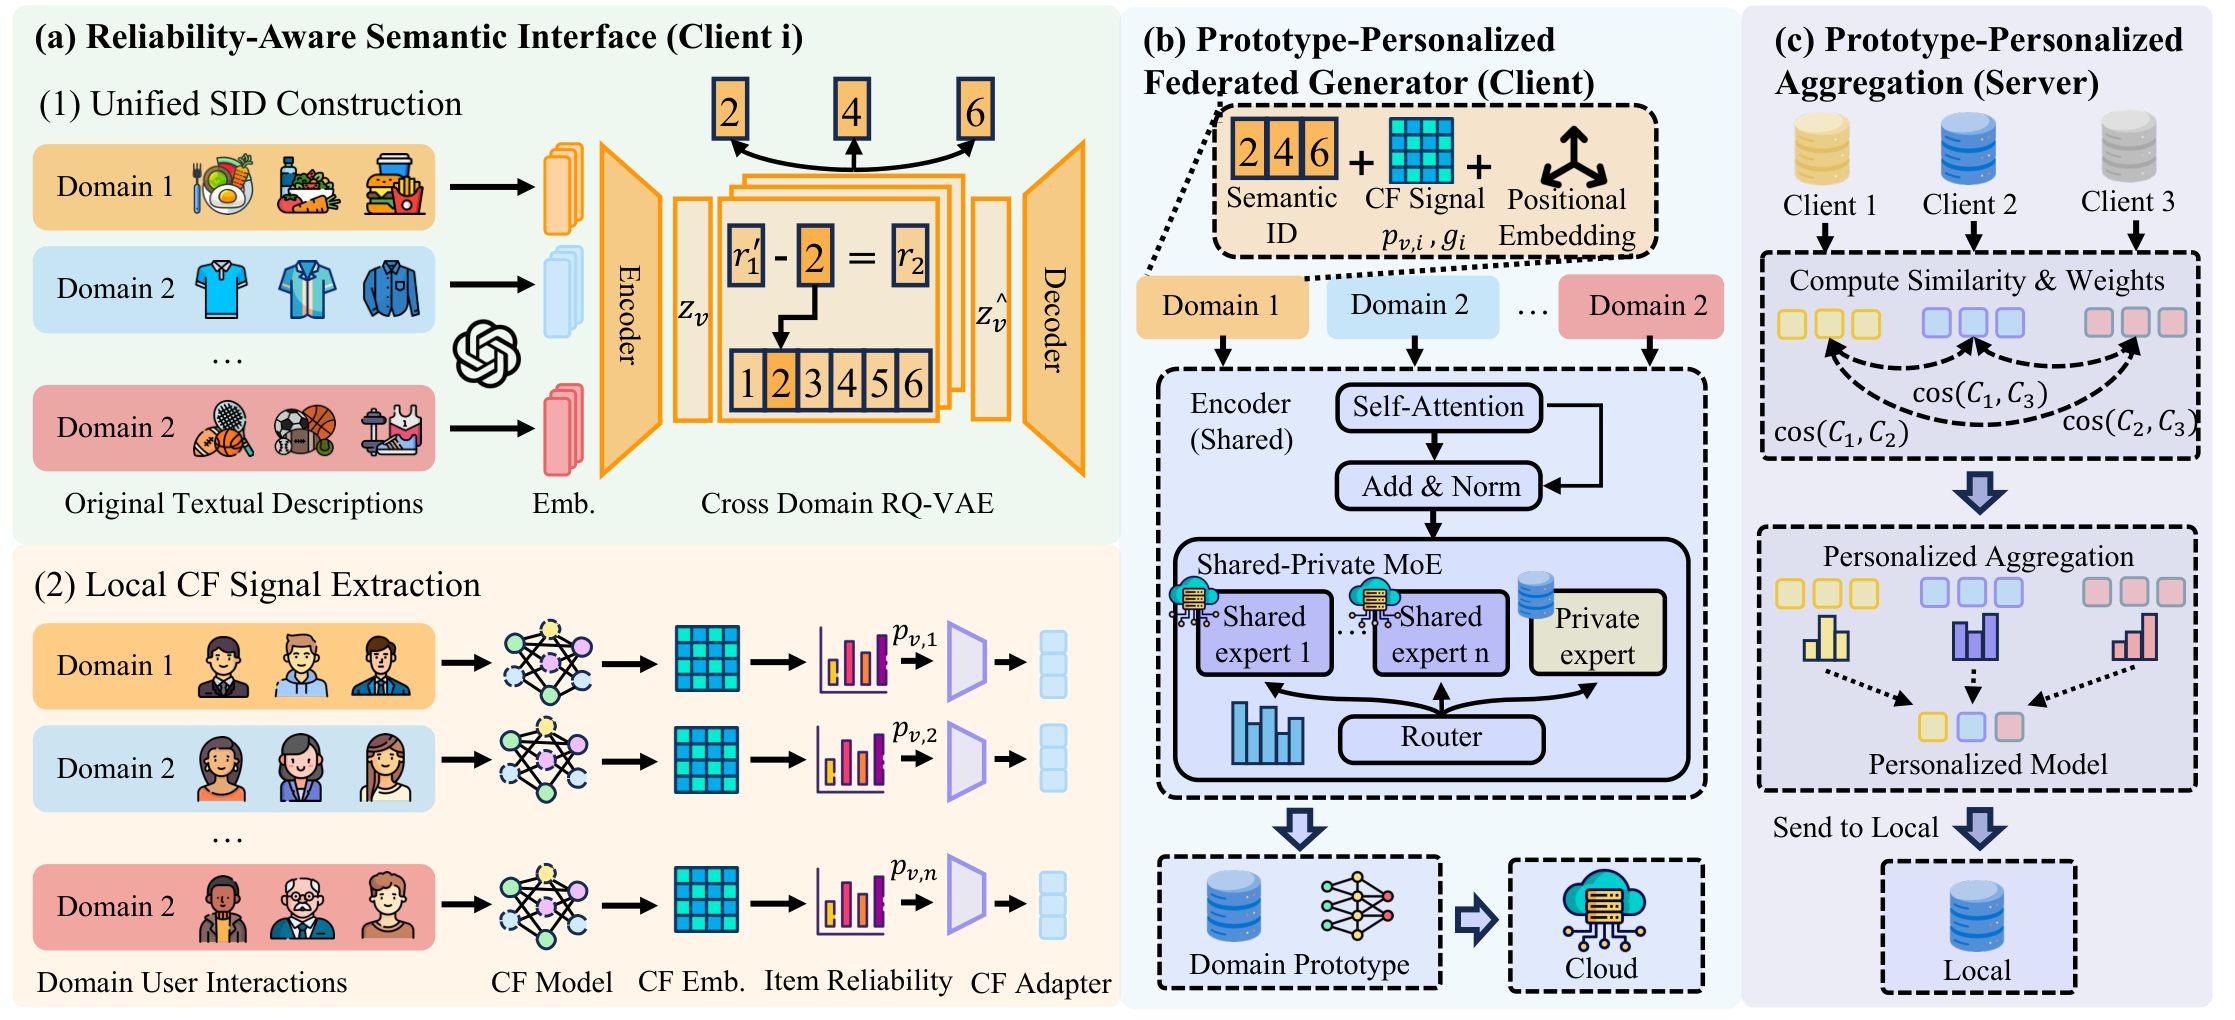 (a) Reliability-Aware Semantic Interface (Client i)
(1) Unified SID Construction
Domain 1
Domain 2
...
Domain 2
Original Textual Descriptions
Emb.
Encoder
z_v
2
4
6
r'_1 - 2 = r_2
1 2 3 4 5 6
ẑ_v
Decoder
Cross Domain RQ-VAE
(2) Local CF Signal Extraction
Domain 1
p_{v,1}
Domain 2
p_{v,2}
...
Domain 2
p_{v,n}
Domain User Interactions
CF Model
CF Emb.
Item Reliability
CF Adapter
(b) Prototype-Personalized
Federated Generator (Client)
2 4 6 + +
Semantic
ID
CF Signal
p_{v,i}, g_i
Positional
Embedding
Domain 1
Domain 2
...
Domain 2
Encoder
(Shared)
Self-Attention
Add & Norm
Shared-Private MoE
Shared
expert 1
...
Shared
expert n
Private
expert
Router
Domain Prototype
Cloud
(c) Prototype-Personalized
Aggregation (Server)
Client 1
Client 2
Client 3
Compute Similarity & Weights
cos(C_1, C_3)
cos(C_1, C_2)
cos(C_2, C_3)
Personalized Aggregation
Personalized Model
Send to Local
Local